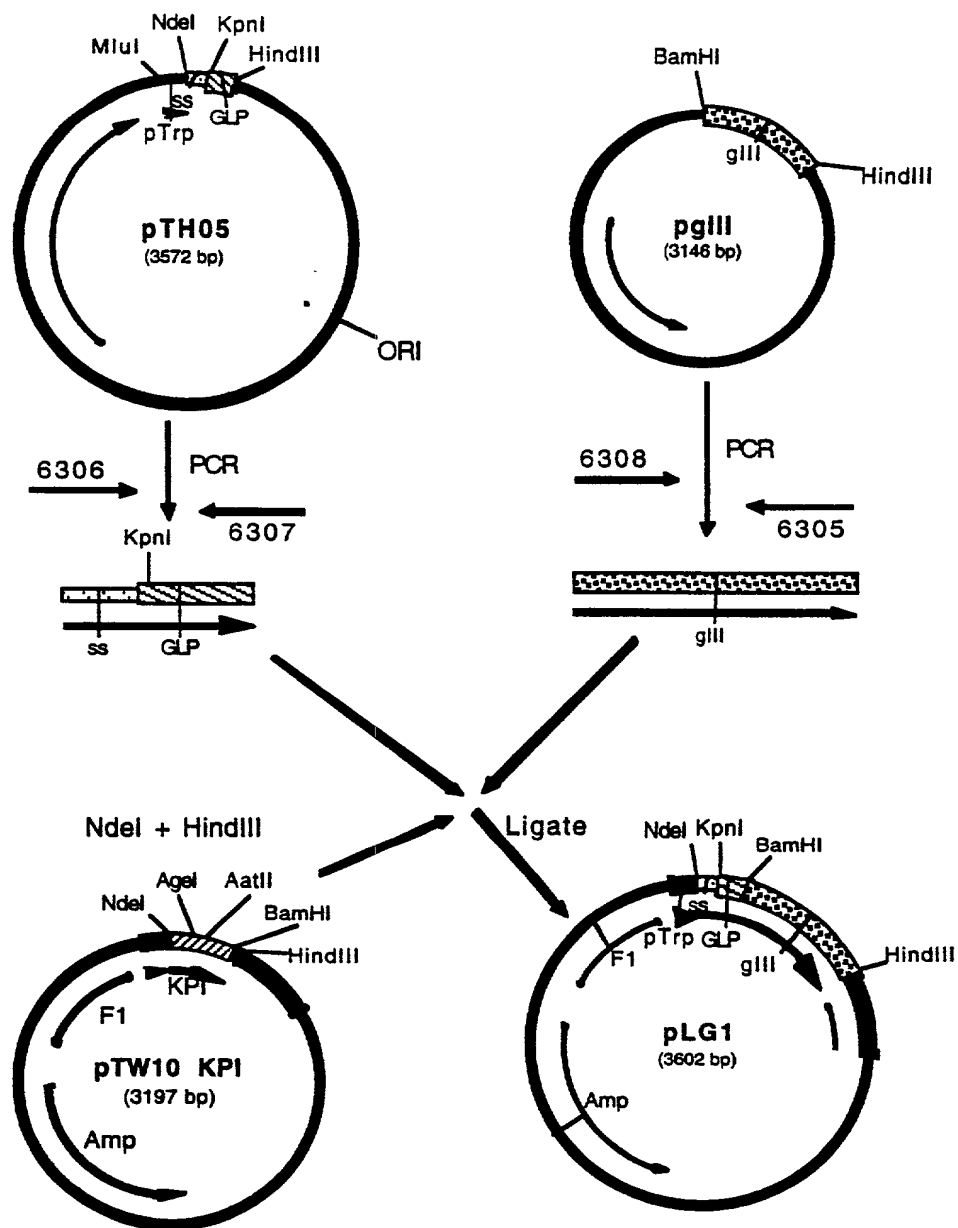 NdeI
KpnI
MluI
HindIII
ss
GLP
pTrp
pTH05
(3572 bp)
ORI
BamHI
gIII
HindIII
pgIII
(3146 bp)
6306
PCR
6307
KpnI
ss
GLP
6308
PCR
6305
gIII
NdeI + HindIII
Ligate
AgeI
AatII
NdeI
BamHI
HindIII
KPI
F1
pTW10 KPI
(3197 bp)
Amp
NdeI
KpnI
BamHI
ss
pTrp
GLP
F1
gIII
HindIII
pLG1
(3602 bp)
Amp